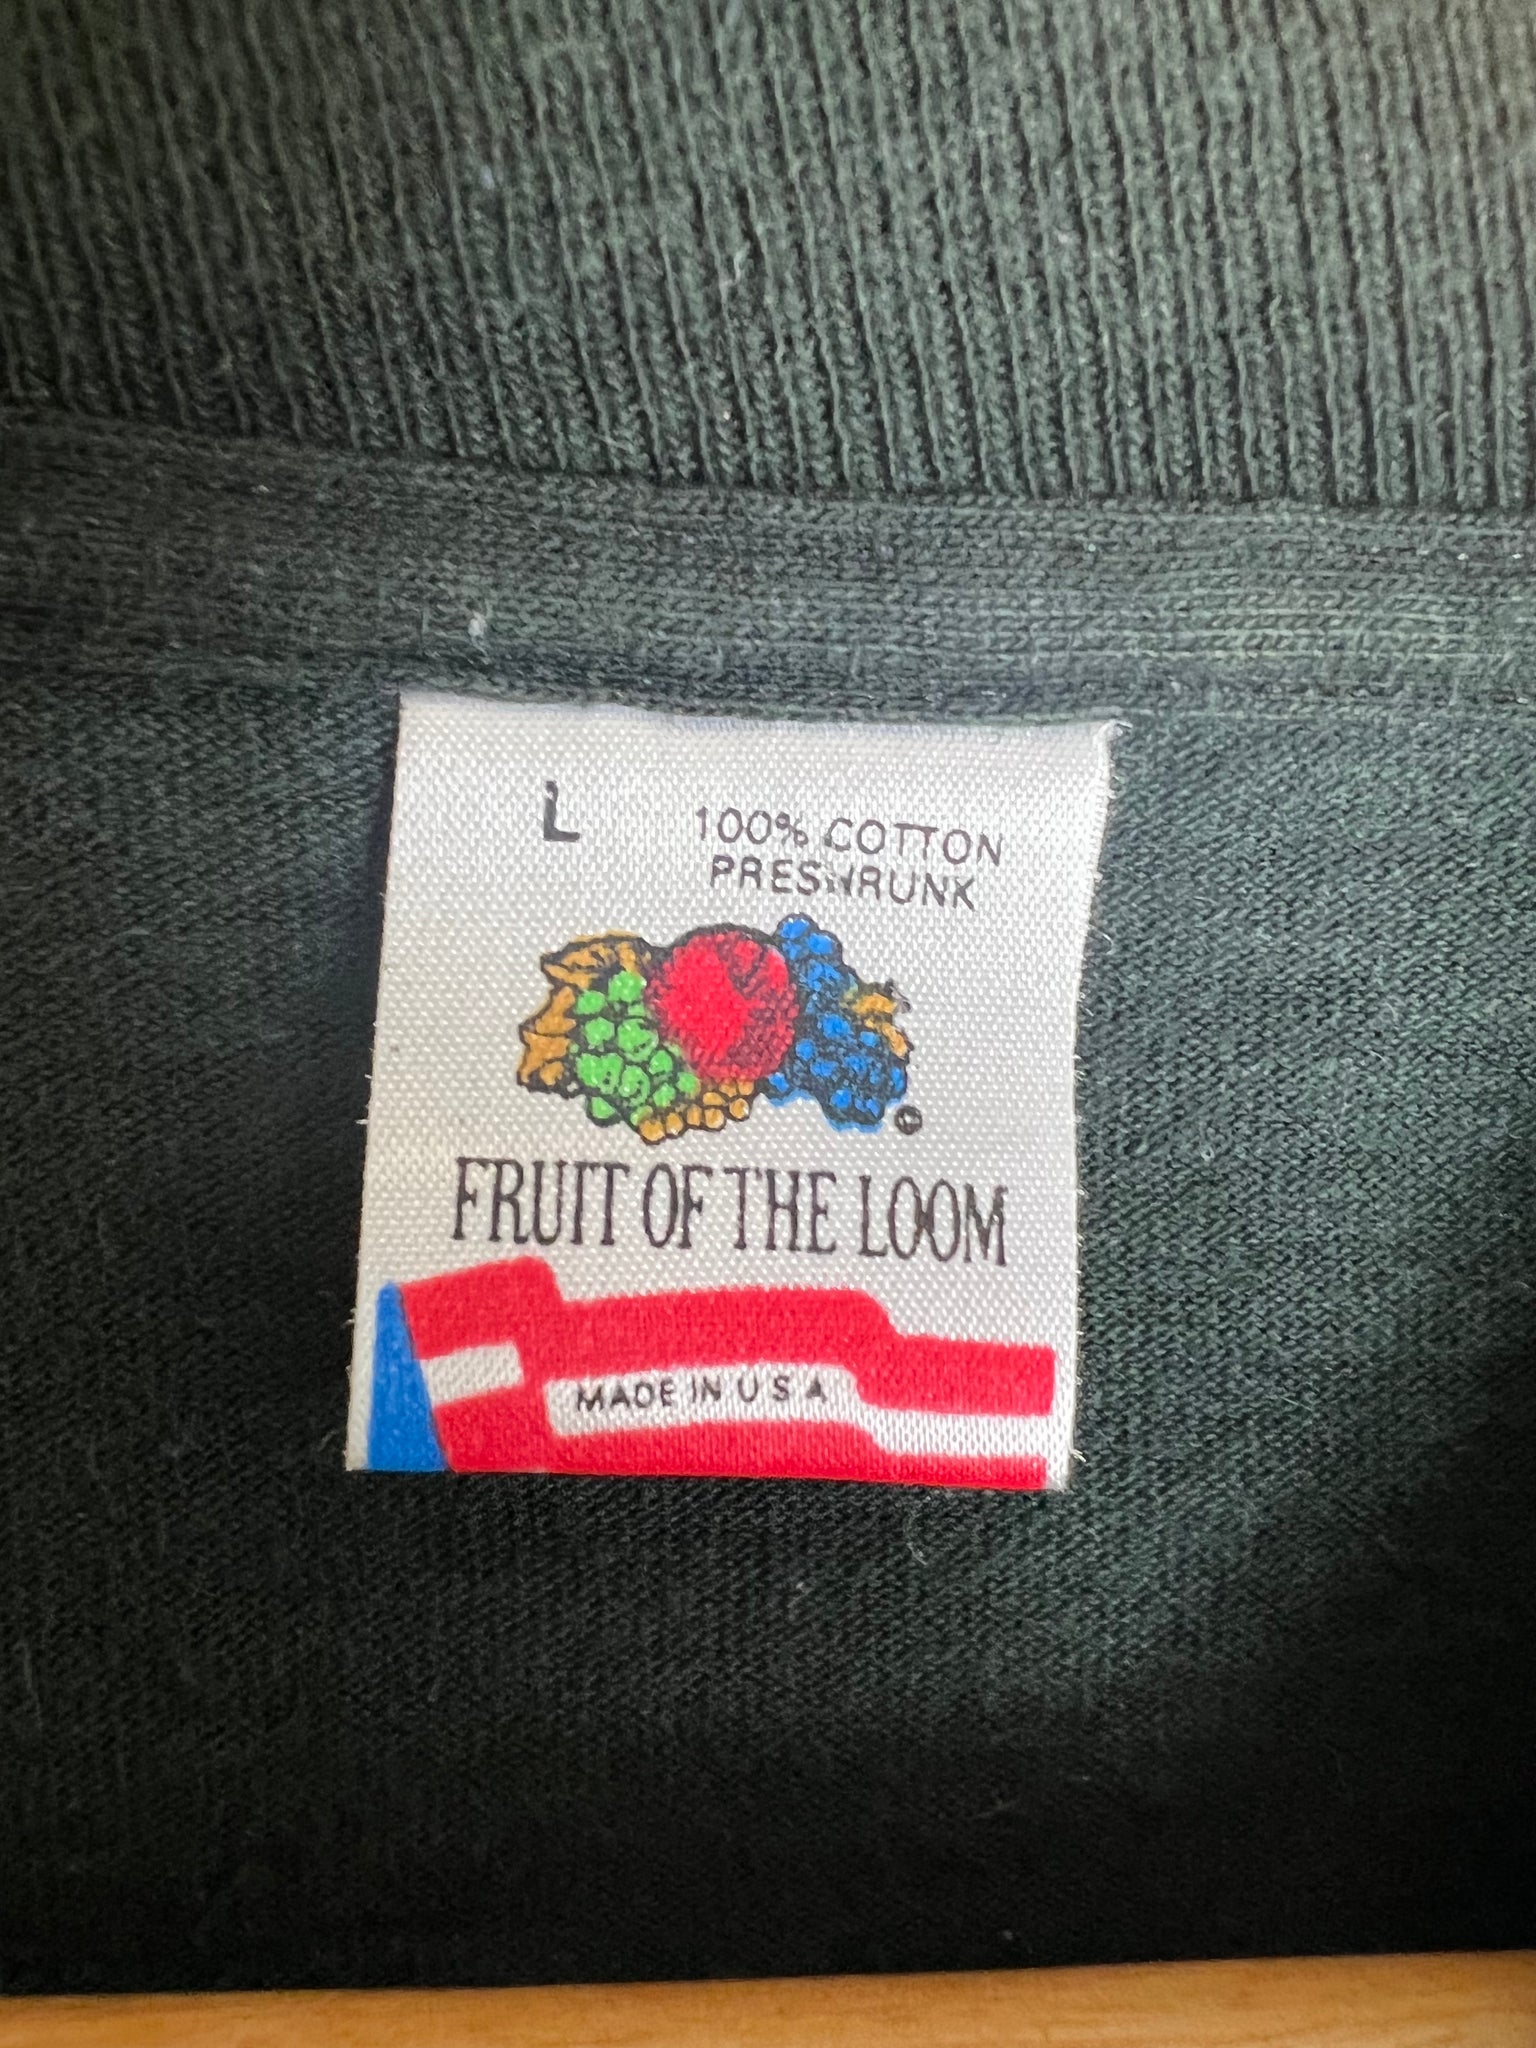 L
100% COTTON
PRESHRUNK
©
FRUIT OF THE LOOM
MADE IN U S A